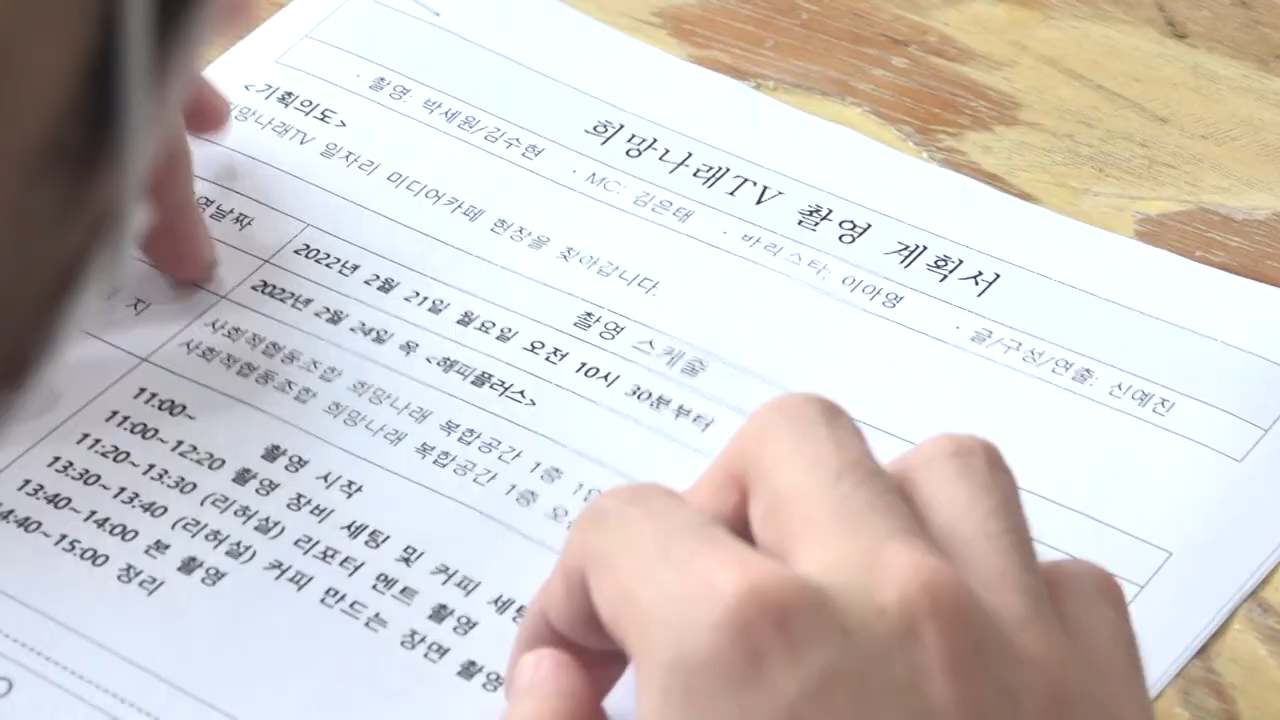 희망나래TV 촬영 계획서
· 촬영: 박세원/김수현 · MC: 김은태 · 바리스타: 이아영 · 글/구성/연출: 신예진
<기획의도>
희망나래TV 일자리 미디어카페 현장을 찾아갑니다.
촬영 스케줄
촬영날짜
2022년 2월 21일 월요일 오전 10시 30분부터
2022년 2월 24일 목 <해피플러스>
지
사회적협동조합 희망나래 복합공간 1층
사회적협동조합 희망나래 복합공간 1층
11:00~ 촬영 시작
11:00~12:20 촬영 장비 세팅 및 커피 세팅
11:20~13:30 (리허설) 리포터 멘트 촬영
13:30~13:40 (리허설) 커피 만드는 장면 촬영
13:40~14:00 본 촬영
14:40~15:00 정리